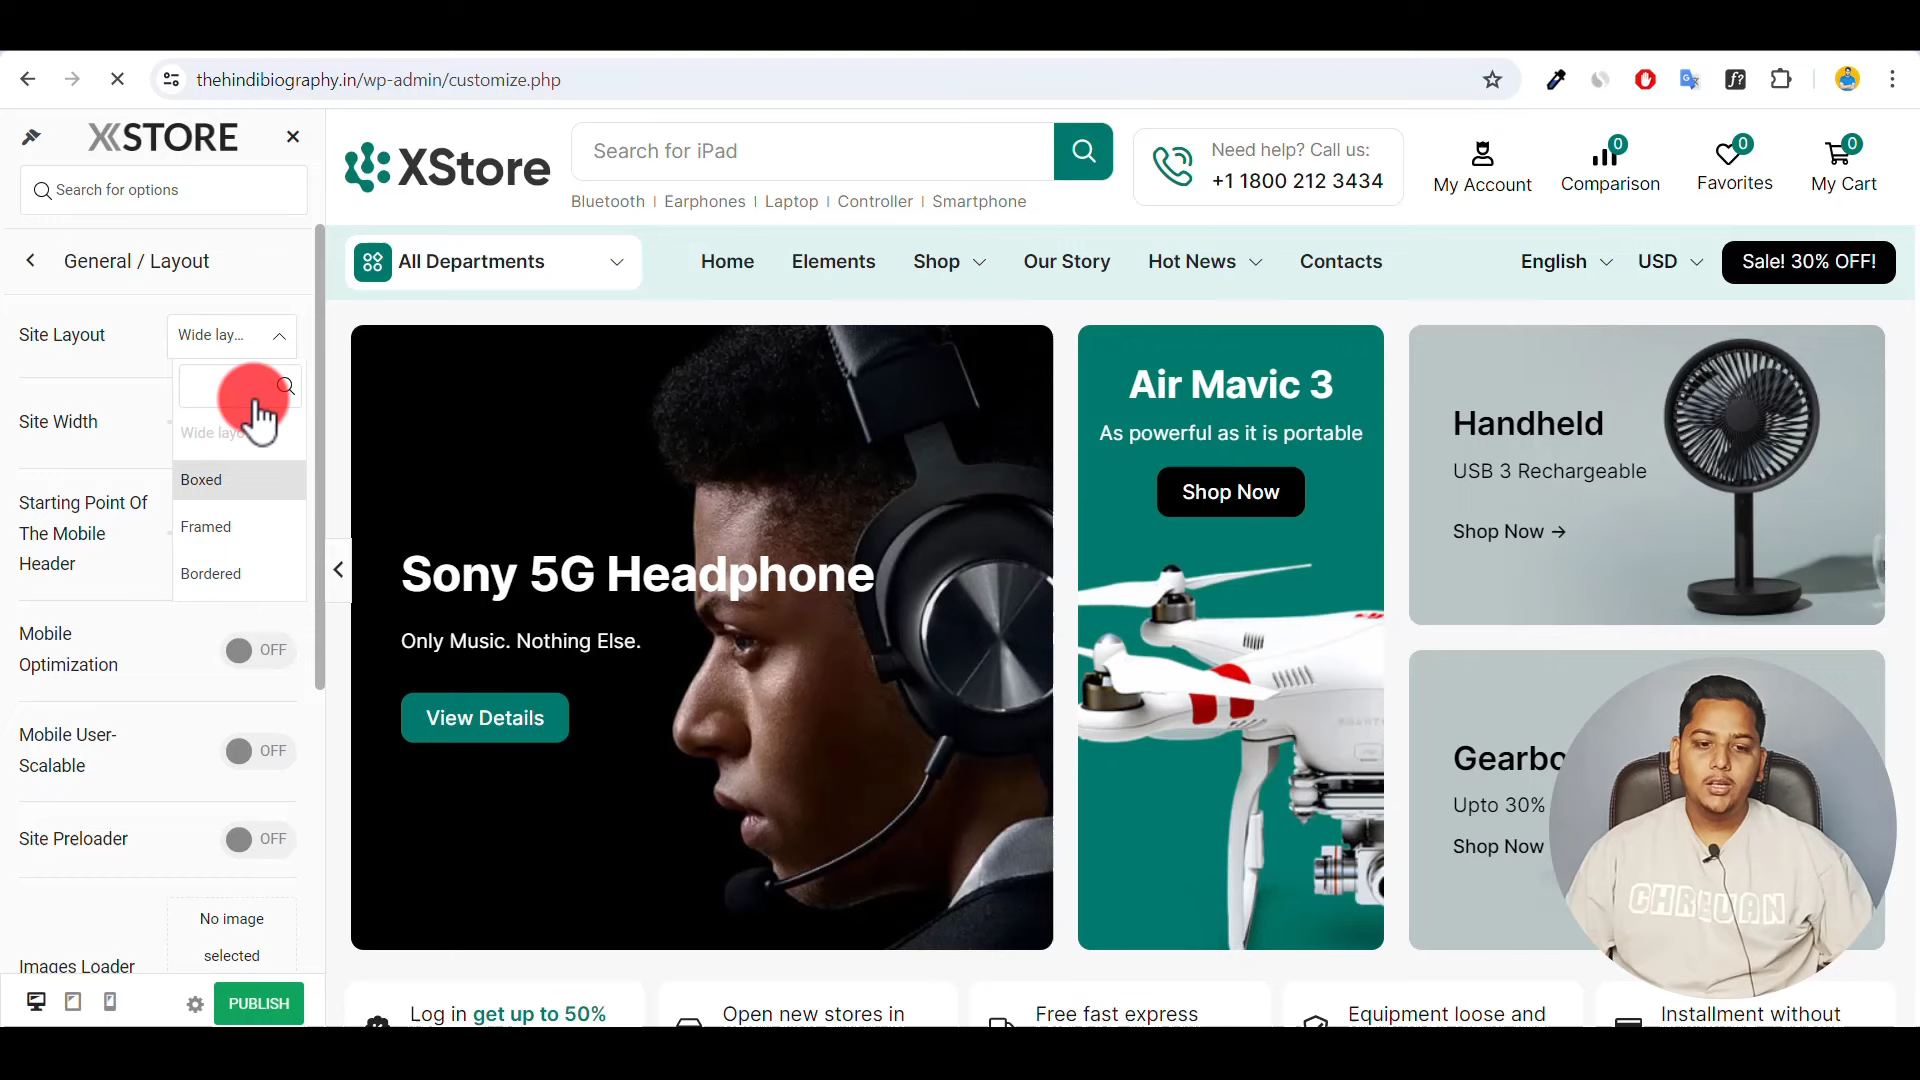 thehindibiography.in/wp-admin/customize.php
XSTORE
Search for options
General / Layout
Site Layout
Wide lay...
Site Width
Boxed
Framed
Bordered
Starting Point Of
The Mobile
Header
Mobile
Optimization
OFF
Mobile User-
Scalable
OFF
Site Preloader
OFF
No image
selected
Images Loader
PUBLISH
XStore
Search for iPad
Bluetooth | Earphones | Laptop | Controller | Smartphone
Need help? Call us:
+1 1800 212 3434
My Account
0
Comparison
0
Favorites
0
My Cart
All Departments
Home
Elements
Shop
Our Story
Hot News
Contacts
English
USD
Sale! 30% OFF!
Sony 5G Headphone
Only Music. Nothing Else.
View Details
Air Mavic 3
As powerful as it is portable
Shop Now
Handheld
USB 3 Rechargeable
Shop Now →
Upto 30%
Shop Now
Log in get up to 50%
Open new stores in
Free fast express
Equipment loose and
Installment without